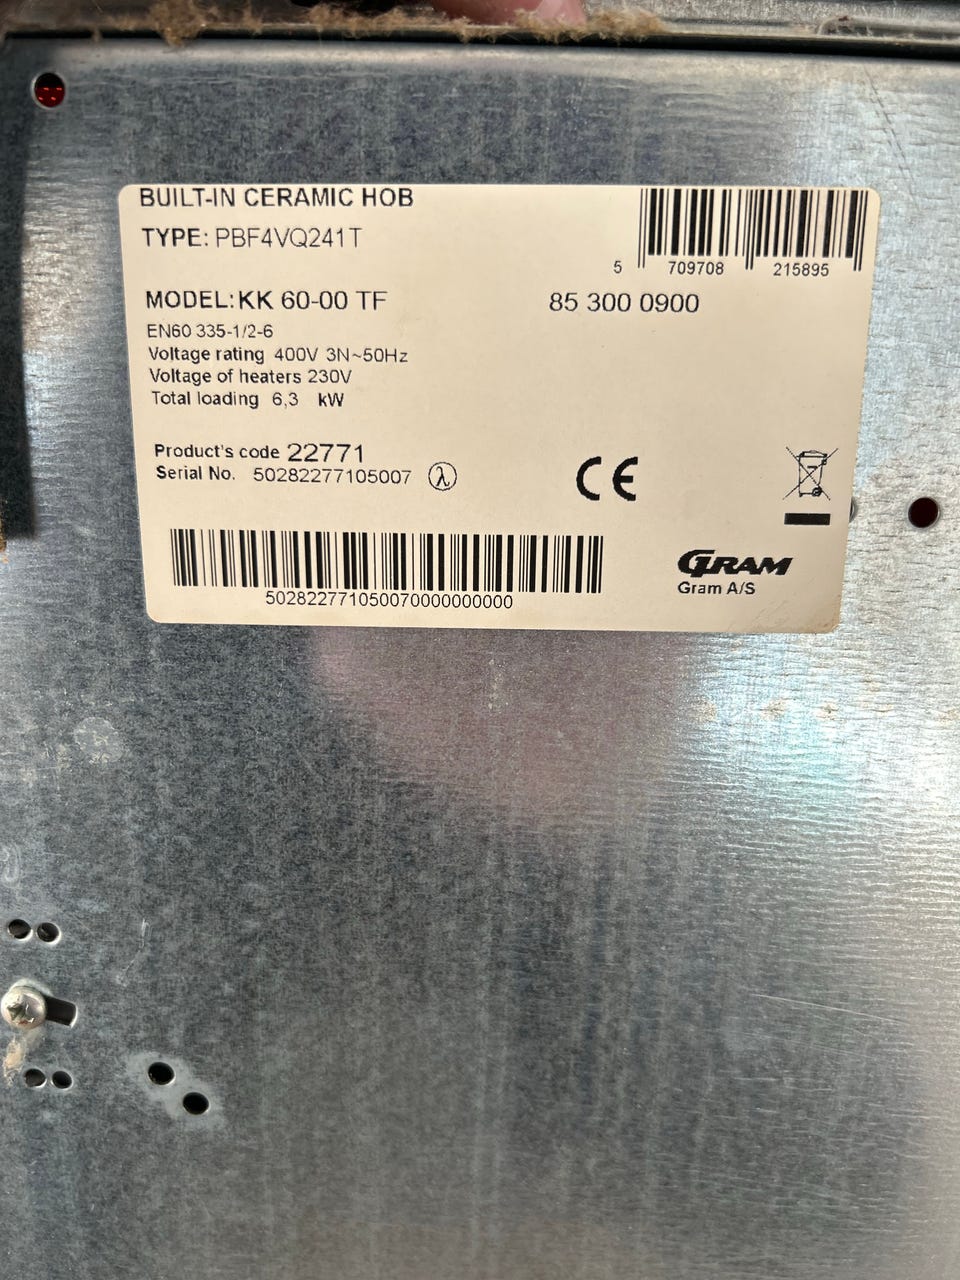 BUILT-IN CERAMIC HOB
TYPE: PBF4VQ241T
5 709708 215895
MODEL: KK 60-00 TF 85 300 0900
EN60 335-1/2-6
Voltage rating 400V 3N~50Hz
Voltage of heaters 230V
Total loading 6,3 kW
Product's code 22771
Serial No. 50282277105007 λ
CE
GRAM
Gram A/S
502822771050070000000000